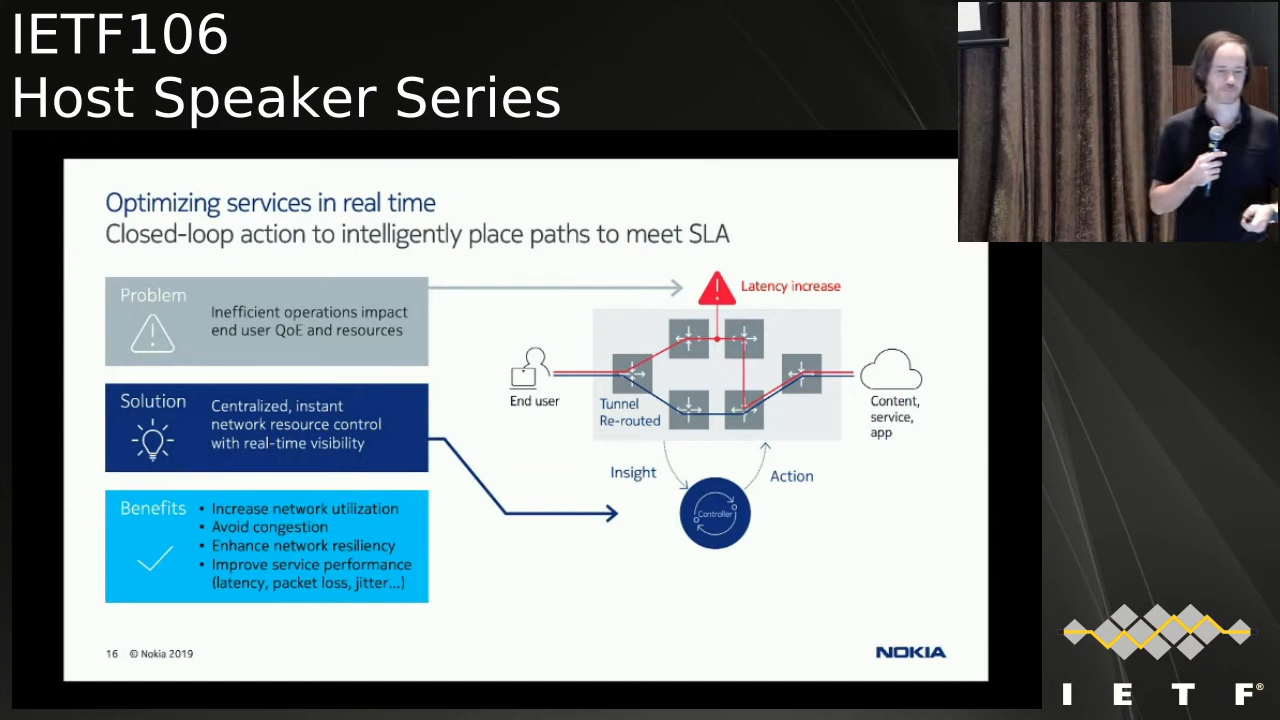 IETF106
Host Speaker Series
Optimizing services in real time
Closed-loop action to intelligently place paths to meet SLA
Problem
Inefficient operations impact
end user QoE and resources
Solution
Centralized, instant
network resource control
with real-time visibility
Benefits
• Increase network utilization
• Avoid congestion
• Enhance network resiliency
• Improve service performance
(latency, packet loss, jitter...)
Latency increase
End user
Tunnel
Re-routed
Content,
service,
app
Insight
Action
Controller
16 © Nokia 2019
NOKIA
I E T F®